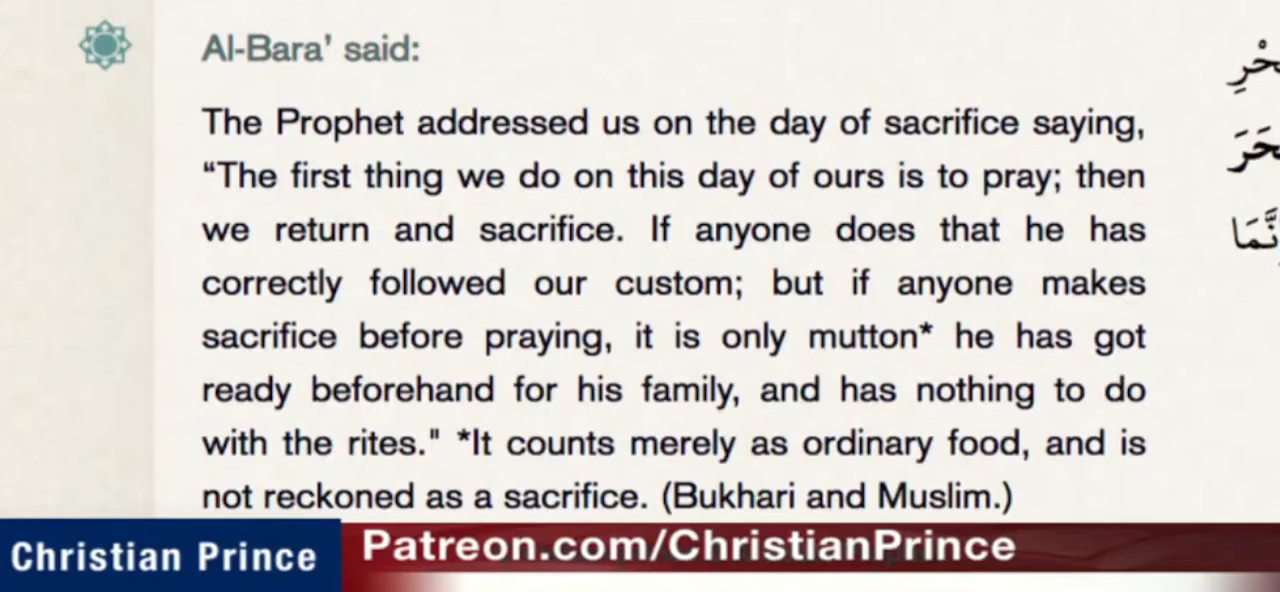 Al-Bara' said:
The Prophet addressed us on the day of sacrifice saying,
“The first thing we do on this day of ours is to pray; then
we return and sacrifice. If anyone does that he has
correctly followed our custom; but if anyone makes
sacrifice before praying, it is only mutton* he has got
ready beforehand for his family, and has nothing to do
with the rites." *It counts merely as ordinary food, and is
not reckoned as a sacrifice. (Bukhari and Muslim.)
Christian Prince
Patreon.com/ChristianPrince